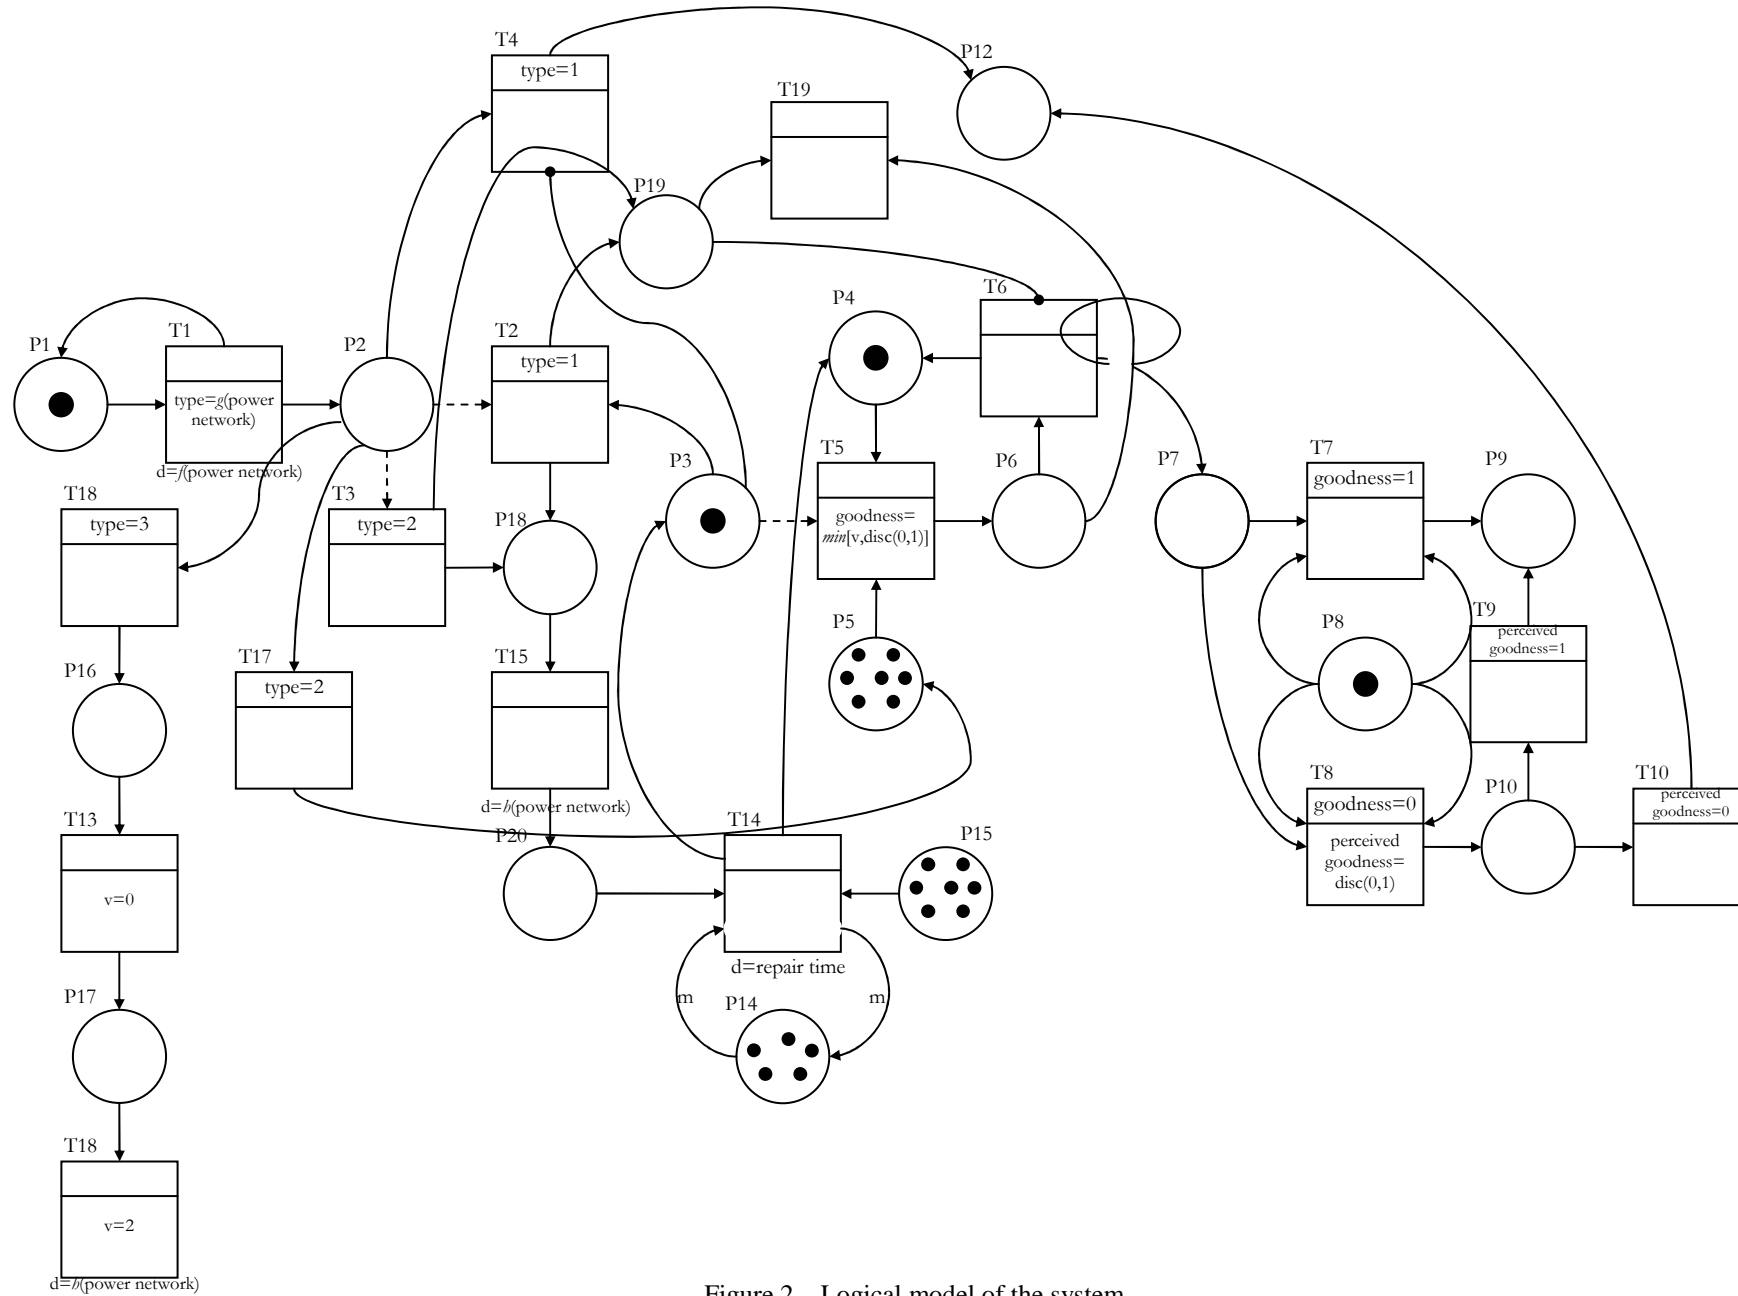 T4
type=1
P12
T19
P19
T6
P4
T1
P1
P2
T2
type=1
type=g(power
network)
d=f(power network)
T5
P3
P6
P7
T7
goodness=1
P9
T18
type=3
T3
type=2
P18
goodness=
min[v,disc(0,1)]
P5
P8
T9
perceived
goodness=1
P16
T17
type=2
T15
T8
goodness=0
P10
T10
perceived
goodness=0
d=h(power network)
T13
P20
T14
P15
perceived
goodness=
disc(0,1)
v=0
d=repair time
P17
m
P14
m
T18
v=2
d=h(power network)
Figure 2. Logical model of the system